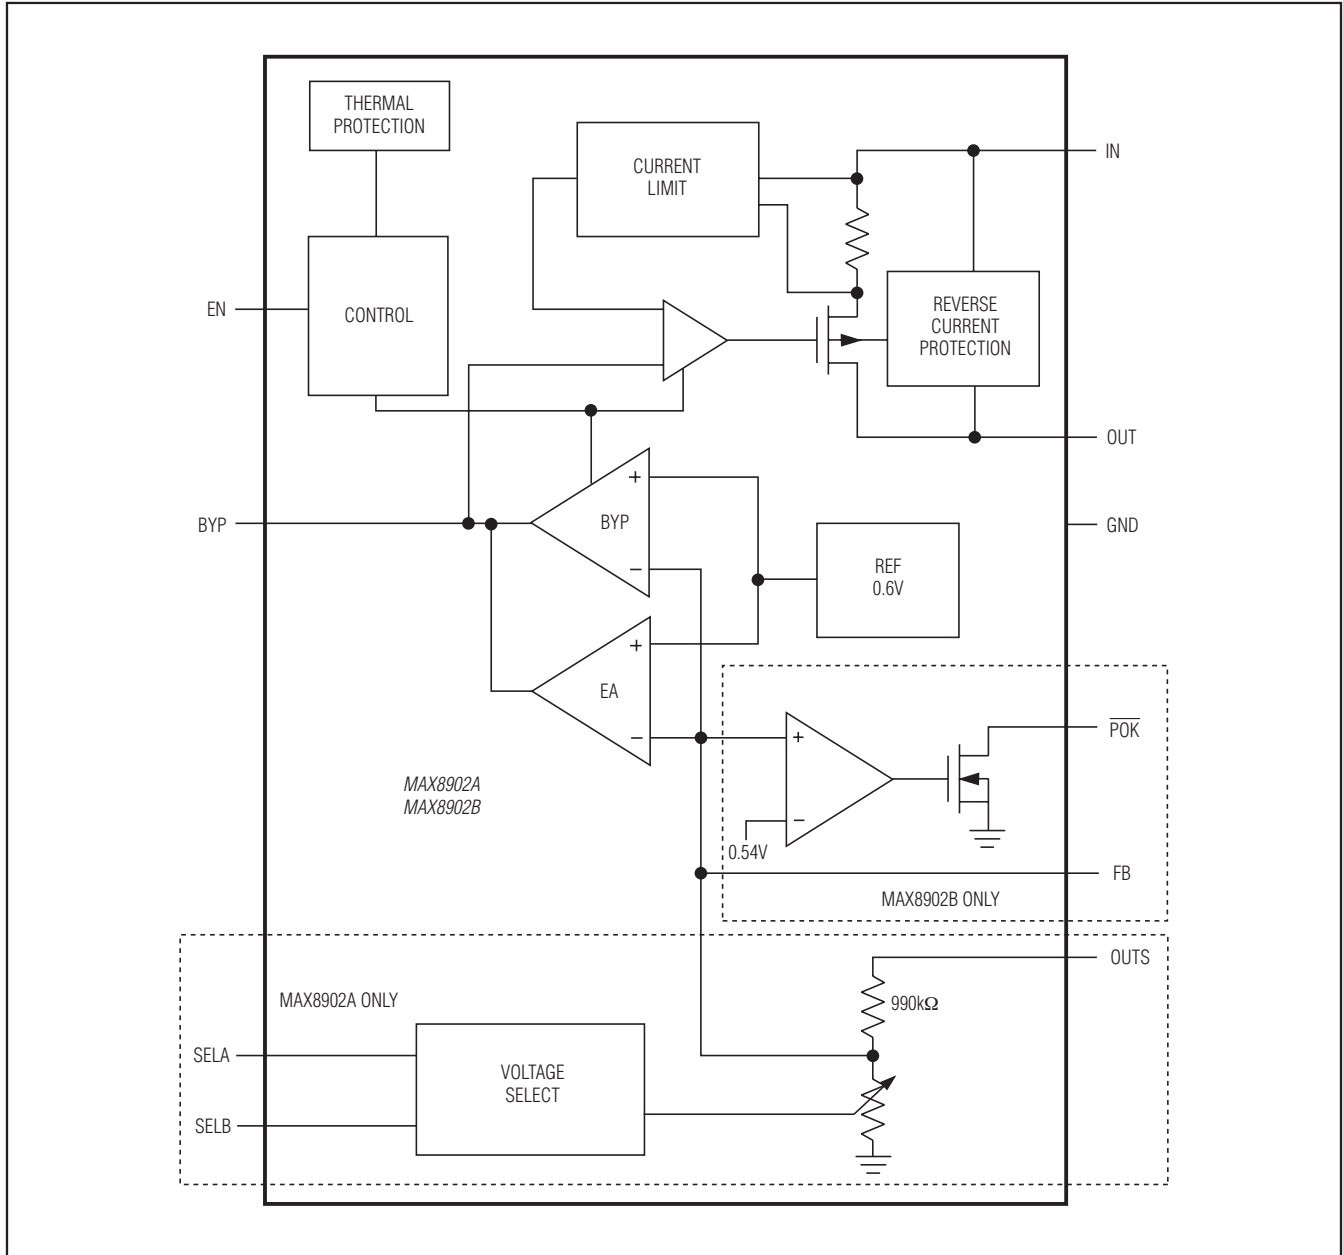 THERMAL
PROTECTION
CURRENT
LIMIT
IN
EN
CONTROL
REVERSE
CURRENT
PROTECTION
OUT
+
BYP
BYP
GND
REF
0.6V
−
+
EA
−
+
POK
MAX8902A
MAX8902B
−
0.54V
FB
MAX8902B ONLY
OUTS
MAX8902A ONLY
990kΩ
SELA
VOLTAGE
SELECT
SELB